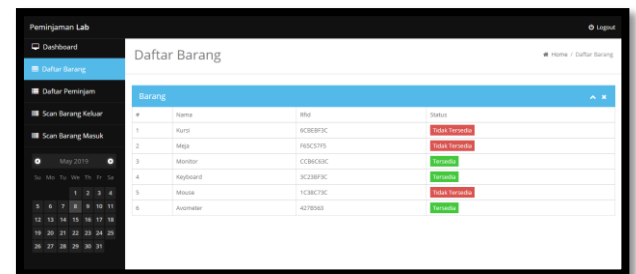 Peminjaman Lab
Logout
Dashboard
Daftar Barang
Daftar Peminjam
Scan Barang Keluar
Scan Barang Masuk
May 2019
Su Mo Tu We Th Fr Sa
1 2 3 4
5 6 7 8 9 10 11
12 13 14 15 16 17 18
19 20 21 22 23 24 25
26 27 28 29 30 31
Daftar Barang
Home / Daftar Barang
Barang
# Nama Rfid Status
1 Kursi 6CBEBF3C Tidak Tersedia
2 Meja F65C57F5 Tidak Tersedia
3 Monitor CCB6C63C Tersedia
4 Keyboard 3C23BF3C Tersedia
5 Mouse 1C3BC73C Tidak Tersedia
6 Avometer 427B563 Tersedia